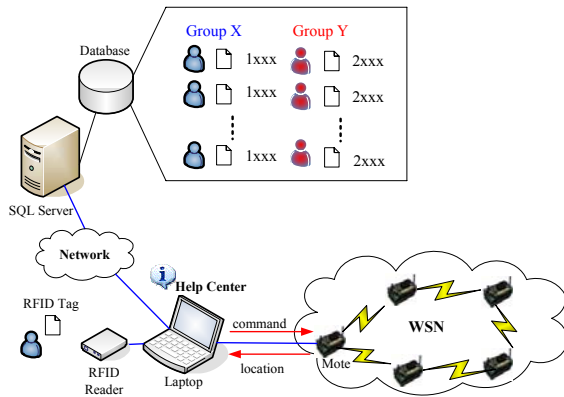 Group X Group Y
Database
1xxx 2xxx
1xxx 2xxx
1xxx 2xxx
SQL Server
Network
Help Center
RFID Tag
command
WSN
Mote
location
RFID
Reader
Laptop